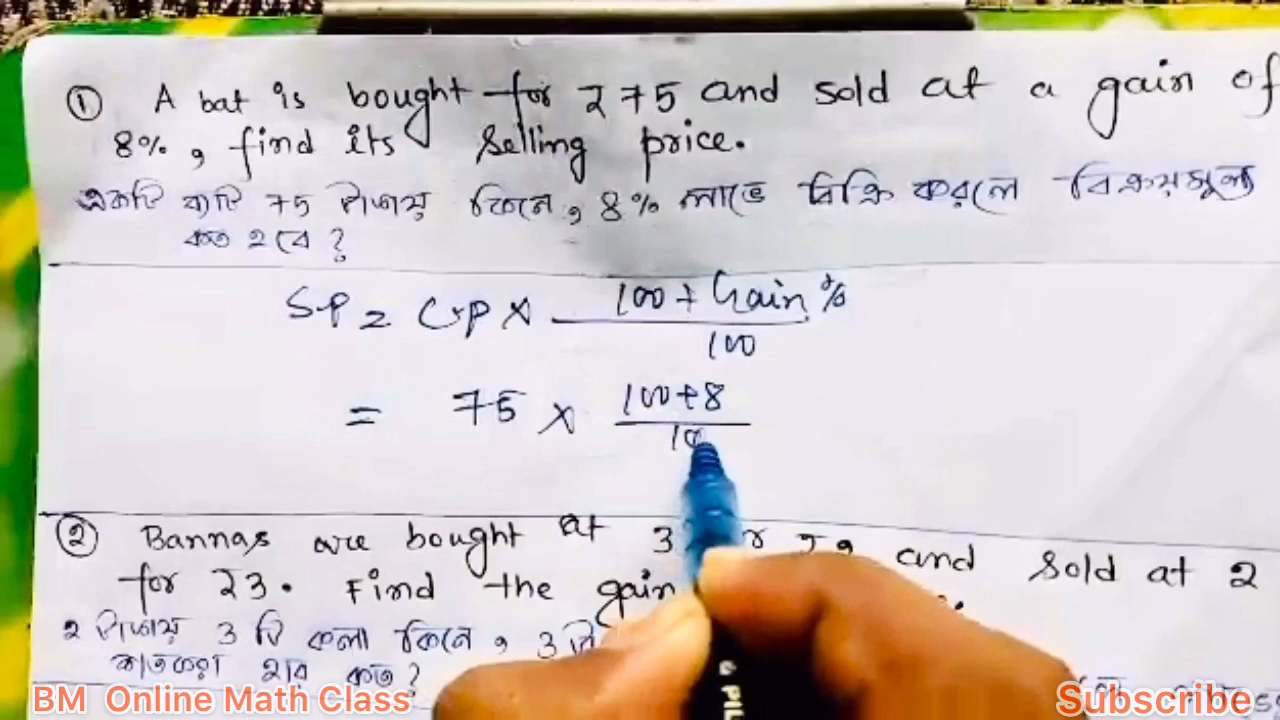 ① A bat is bought for ₹75 and sold at a gain of
8%, find its selling price.
একটি ব্যাট 75 টাকায় কিনে, 8% লাভে বিক্রি করলে বিক্রয়মূল্য
কত হবে?
SP = CP × 100 + Gain%
100
= 75 × 100+8
10
② Bannas are bought at 3 and sold at 2
for ₹3. Find the gain
২ টাকায় 3 টি কলা কিনে, 3
শতকরা হার কত?
BM Online Math Class
Subscribe
PIL